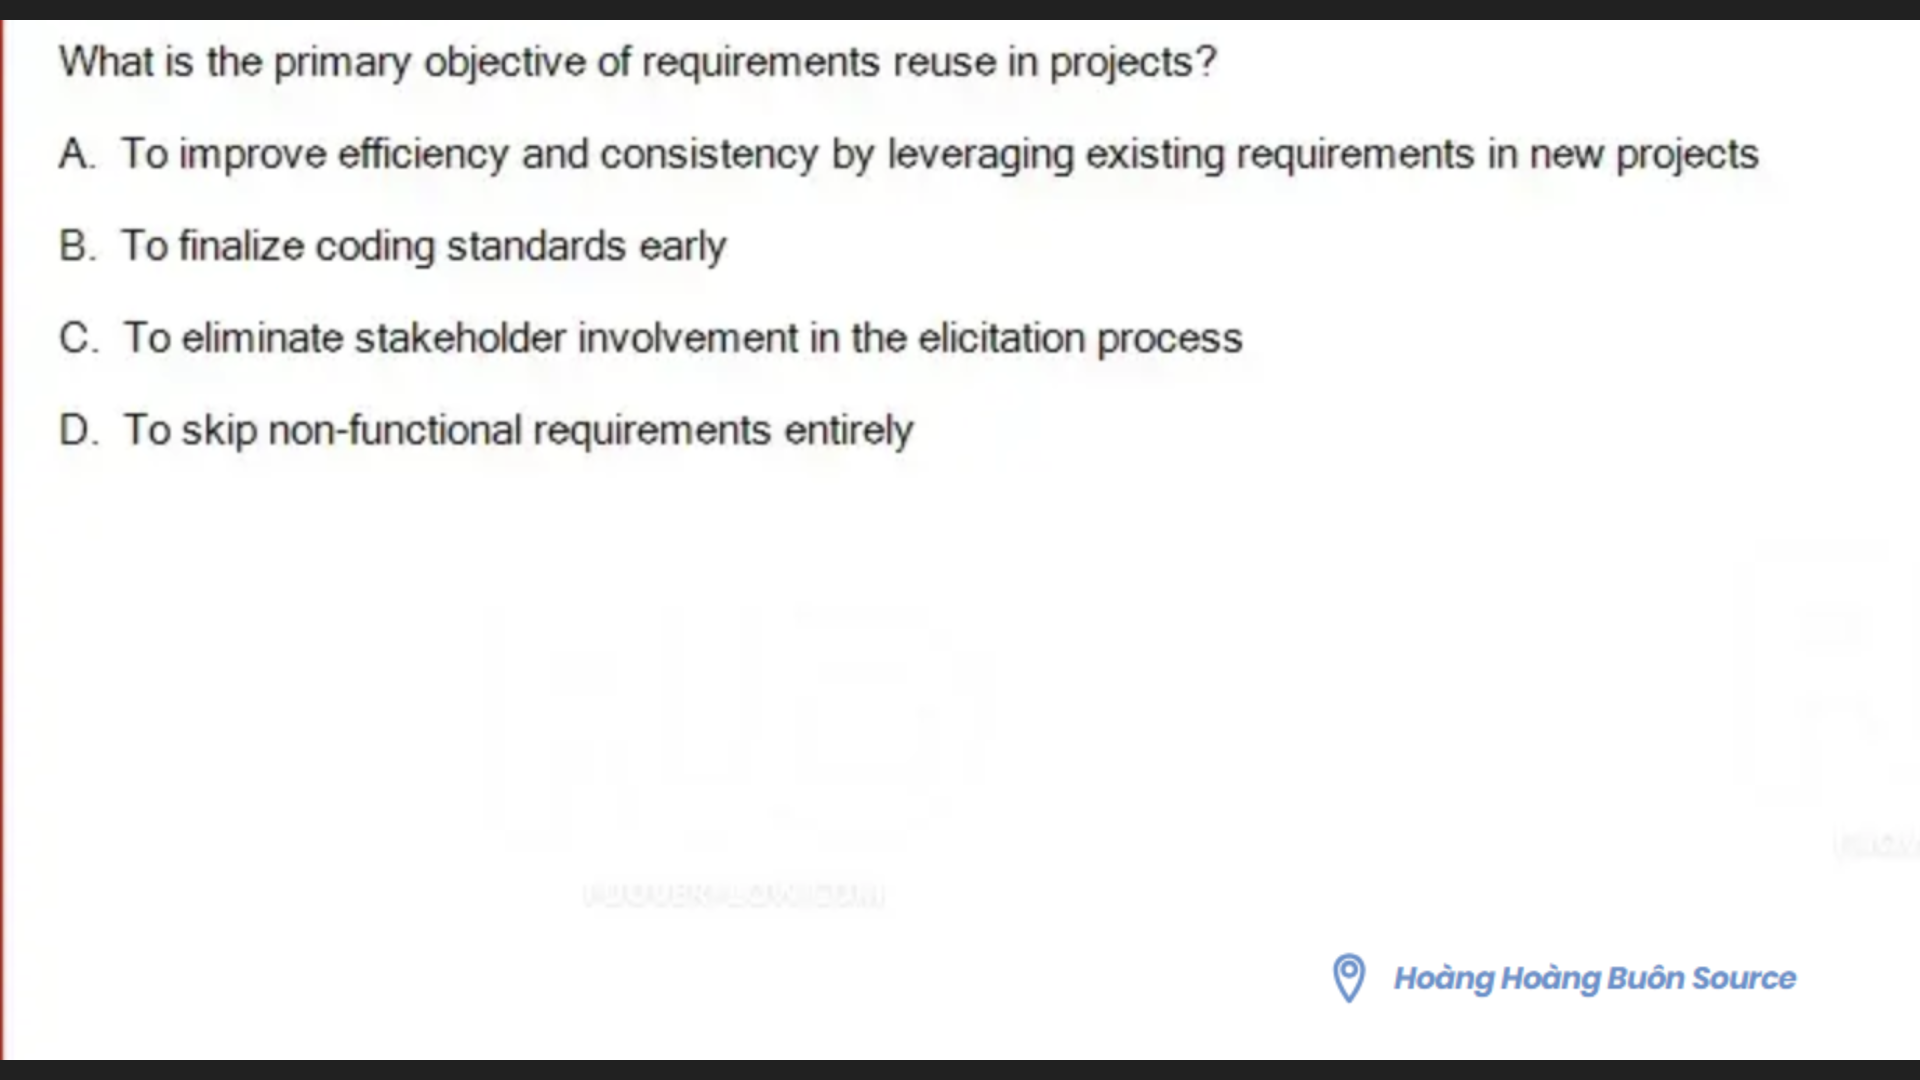 What is the primary objective of requirements reuse in projects?
A. To improve efficiency and consistency by leveraging existing requirements in new projects
B. To finalize coding standards early
C. To eliminate stakeholder involvement in the elicitation process
D. To skip non-functional requirements entirely
Hoàng Hoàng Buôn Source